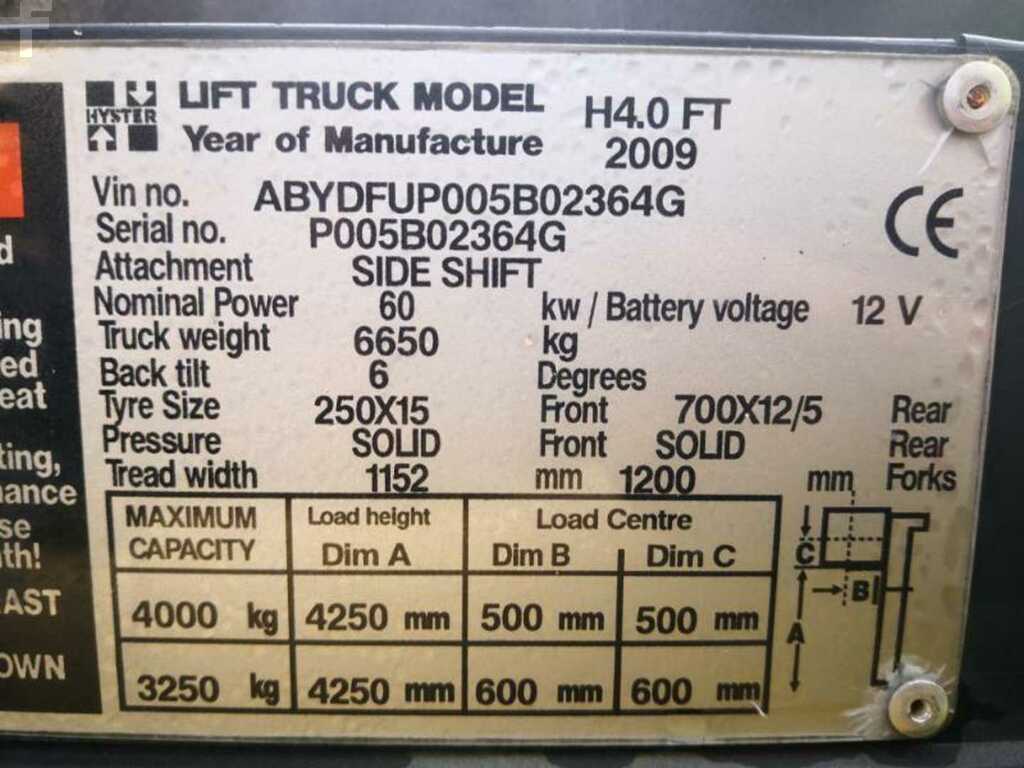 F
HYSTER
LIFT TRUCK MODEL H4.0 FT
Year of Manufacture 2009
Vin no. ABYDFUP005B02364G
Serial no. P005B02364G
CE
Attachment SIDE SHIFT
Nominal Power 60 kw / Battery voltage 12 V
Truck weight 6650 kg
Back tilt 6 Degrees
Tyre Size 250X15 Front 700X12/5 Rear
Pressure SOLID Front SOLID Rear
Tread width 1152 mm 1200 mm Forks
MAXIMUM CAPACITY Load height Dim A Load Centre Dim B Dim C
4000 kg 4250 mm 500 mm 500 mm
3250 kg 4250 mm 600 mm 600 mm
C
B
A
d
ing
ed
eat
ting,
nance
se
ith!
AST
OWN